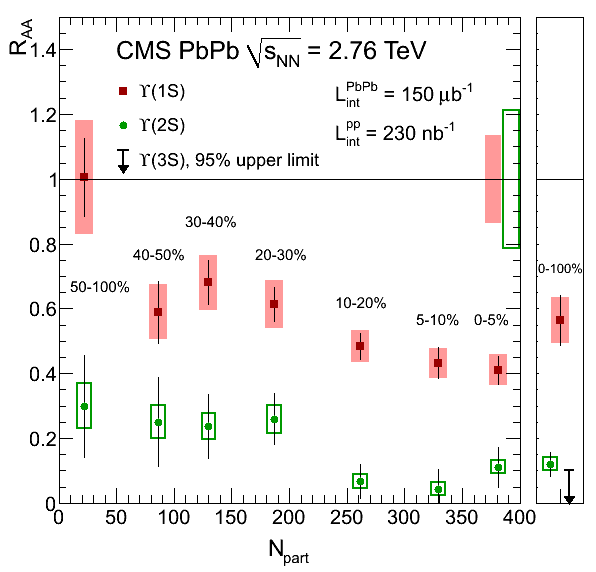 R_AA
CMS PbPb √s_NN = 2.76 TeV
ϒ(1S)
ϒ(2S)
ϒ(3S), 95% upper limit
L_int^PbPb = 150 μb^-1
L_int^pp = 230 nb^-1
1.4
1.2
1
0.8
0.6
0.4
0.2
0
50-100%
40-50%
30-40%
20-30%
10-20%
5-10%
0-5%
0-100%
0 50 100 150 200 250 300 350 400
N_part